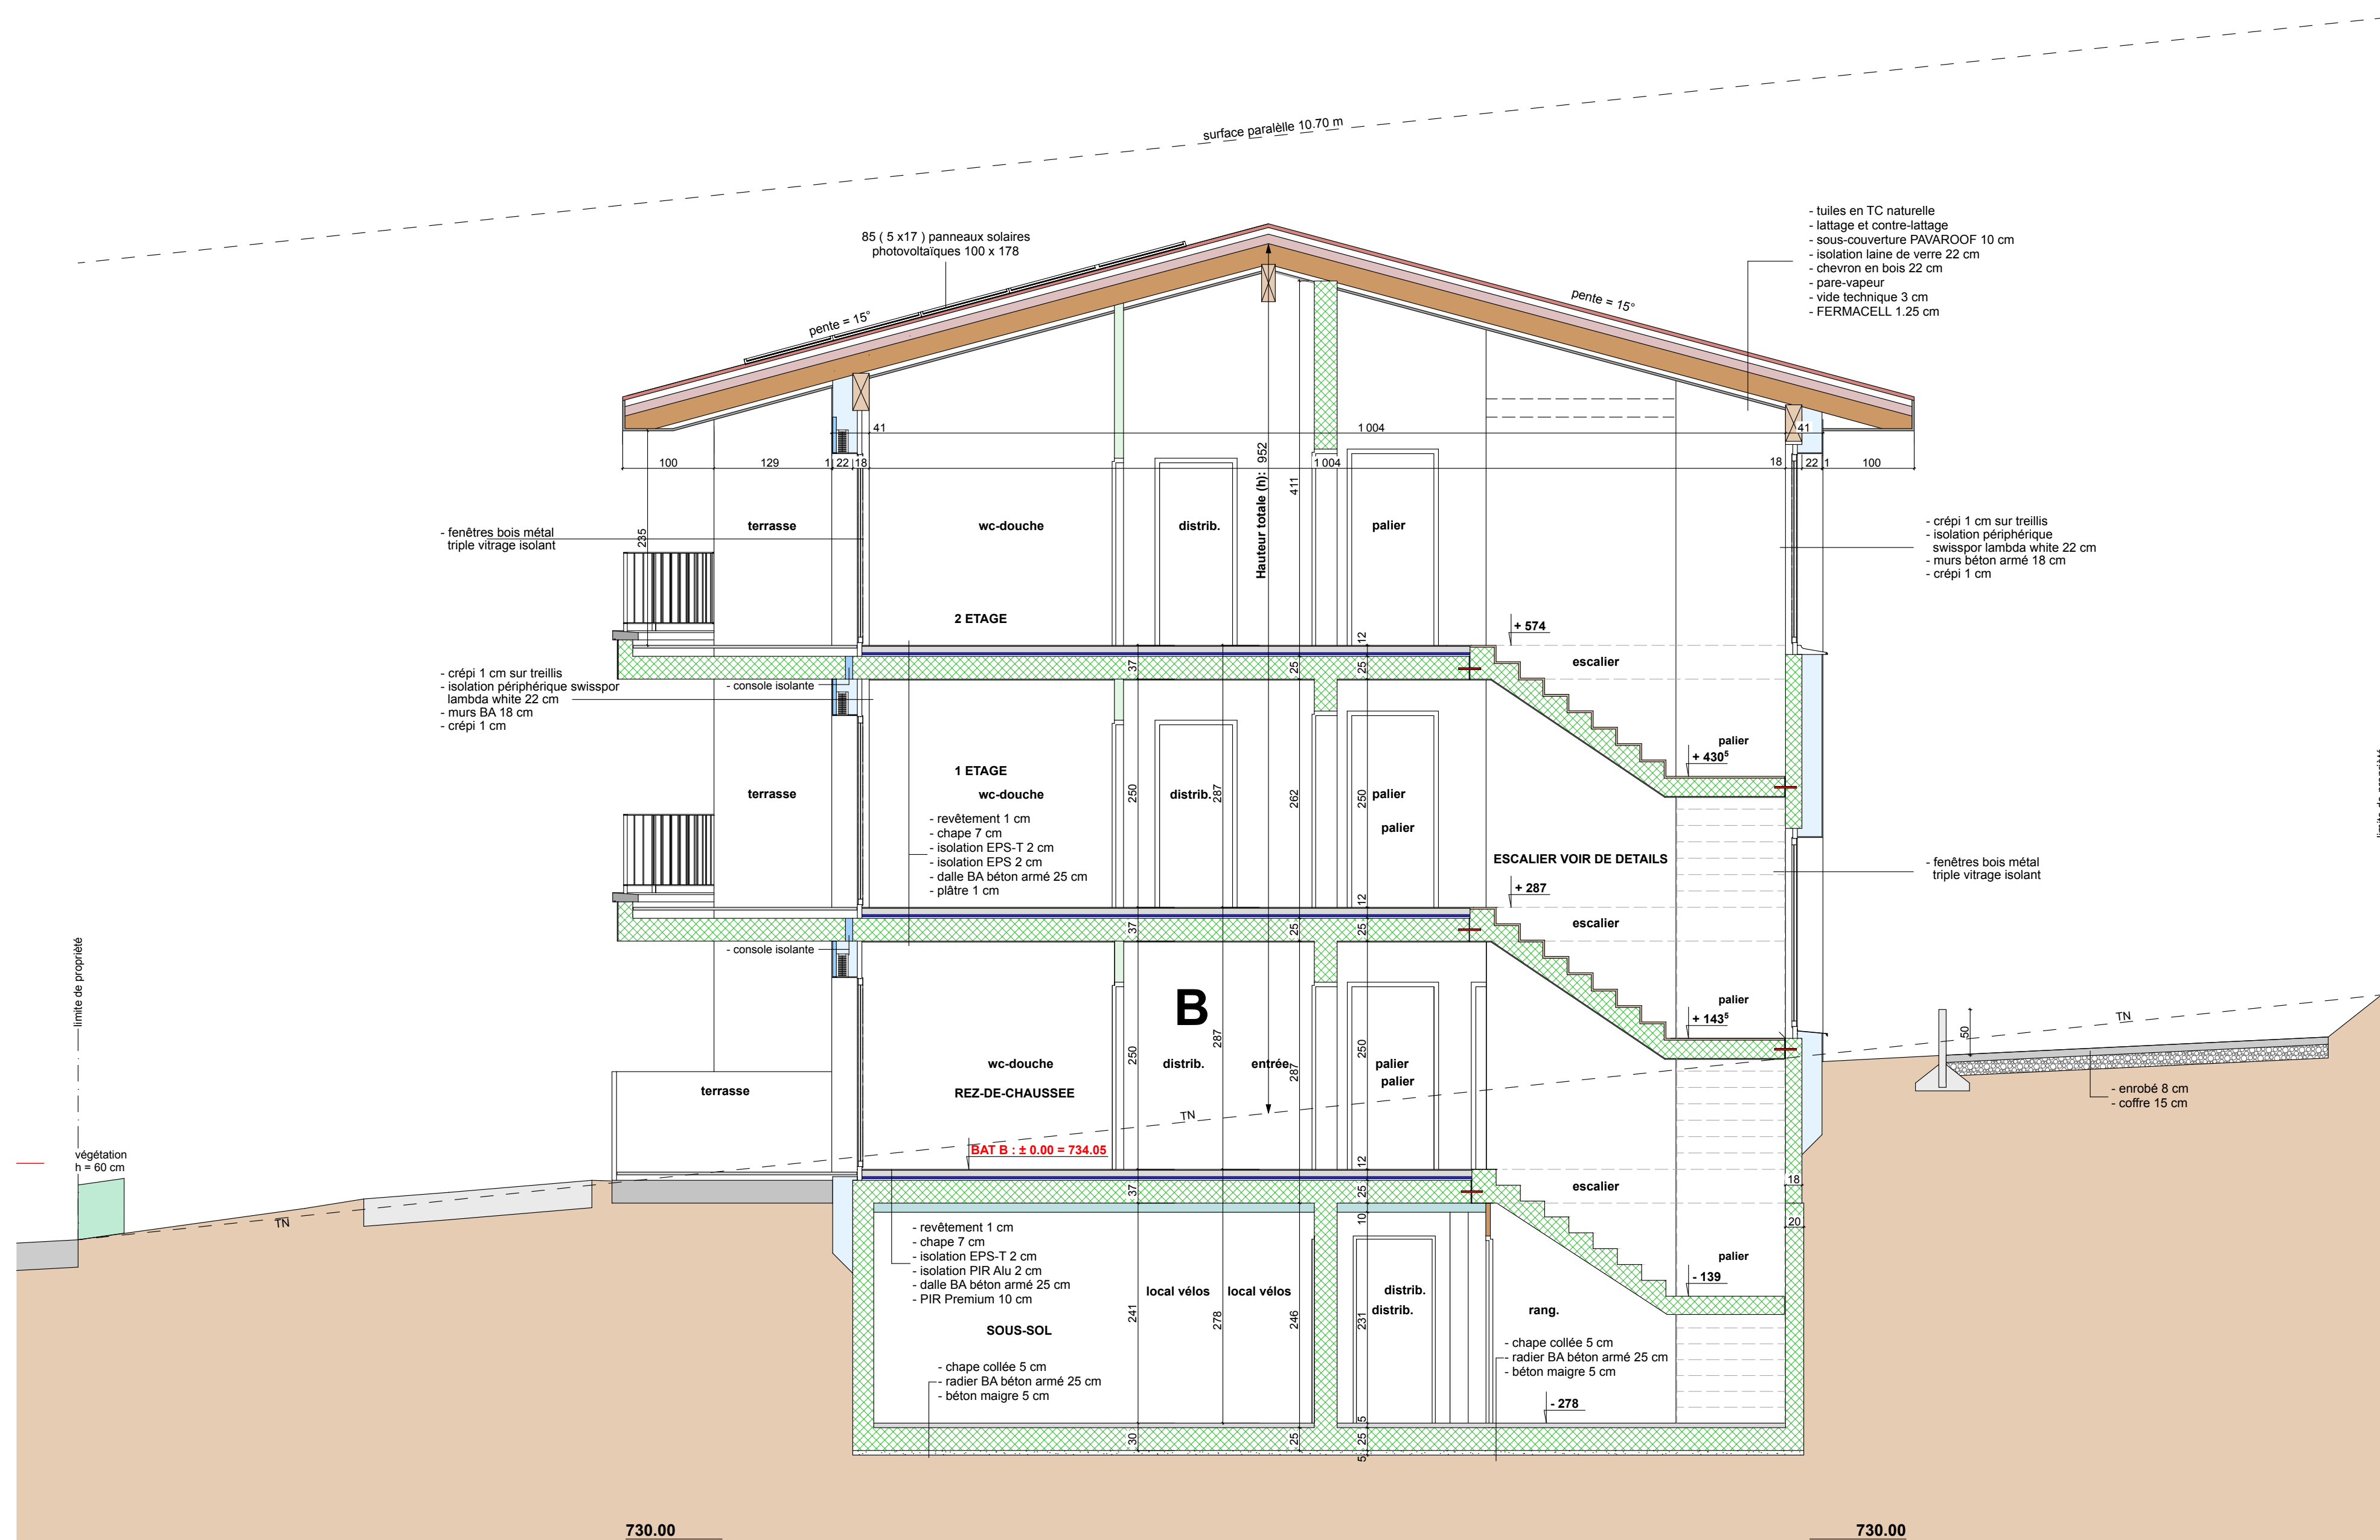 surface paralèlle 10.70 m
85 ( 5 x17 ) panneaux solaires
photovoltaïques 100 x 178
- tuiles en TC naturelle
- lattage et contre-lattage
- sous-couverture PAVAROOF 10 cm
- isolation laine de verre 22 cm
- chevron en bois 22 cm
- pare-vapeur
- vide technique 3 cm
- FERMACELL 1.25 cm
pente = 15°
pente = 15°
41
1 004
41
100
129
1
22
18
1 004
18
22
1
100
Hauteur totale (h): 952
411
235
- fenêtres bois métal
triple vitrage isolant
terrasse
wc-douche
distrib.
palier
- crépi 1 cm sur treillis
- isolation périphérique
swisspor lambda white 22 cm
- murs béton armé 18 cm
- crépi 1 cm
2 ETAGE
+ 574
12
37
25
25
escalier
- crépi 1 cm sur treillis
- isolation périphérique swisspor
lambda white 22 cm
- murs BA 18 cm
- crépi 1 cm
- console isolante
palier
+ 430⁵
1 ETAGE
terrasse
wc-douche
distrib.
palier
250
287
262
250
palier
- revêtement 1 cm
- chape 7 cm
- isolation EPS-T 2 cm
- isolation EPS 2 cm
- dalle BA béton armé 25 cm
- plâtre 1 cm
ESCALIER VOIR DE DETAILS
- fenêtres bois métal
triple vitrage isolant
+ 287
12
37
25
25
escalier
- console isolante
limite de propriété
B
palier
+ 143⁵
TN
50
250
287
287
250
wc-douche
distrib.
entrée
palier
palier
terrasse
REZ-DE-CHAUSSEE
- enrobé 8 cm
- coffre 15 cm
TN
végétation
h = 60 cm
BAT B : ± 0.00 = 734.05
12
37
25
escalier
18
TN
10
20
- revêtement 1 cm
- chape 7 cm
- isolation EPS-T 2 cm
- isolation PIR Alu 2 cm
- dalle BA béton armé 25 cm
- PIR Premium 10 cm
palier
- 139
local vélos
local vélos
distrib.
distrib.
rang.
241
278
246
231
SOUS-SOL
- chape collée 5 cm
- radier BA béton armé 25 cm
- béton maigre 5 cm
- chape collée 5 cm
- radier BA béton armé 25 cm
- béton maigre 5 cm
- 278
5
30
25
25
5
730.00
730.00